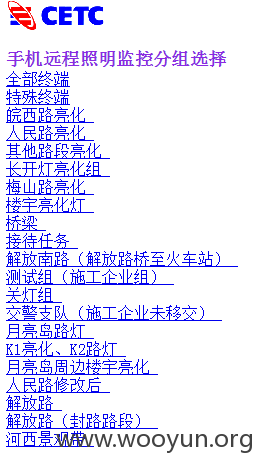 CETC
手机远程照明监控分组选择
全部终端
特殊终端
皖西路亮化
人民路亮化
其他路段亮化
长开灯亮化组
梅山路亮化
楼宇亮化灯
桥梁
接待任务
解放南路（解放路桥至火车站）
测试组（施工企业组）
关灯组
交警支队（施工企业未移交）
月亮岛路灯
K1亮化、K2路灯
月亮岛周边楼宇亮化
人民路修改后
解放路
解放路（封路路段）
河西景观带
www.wooyun.org